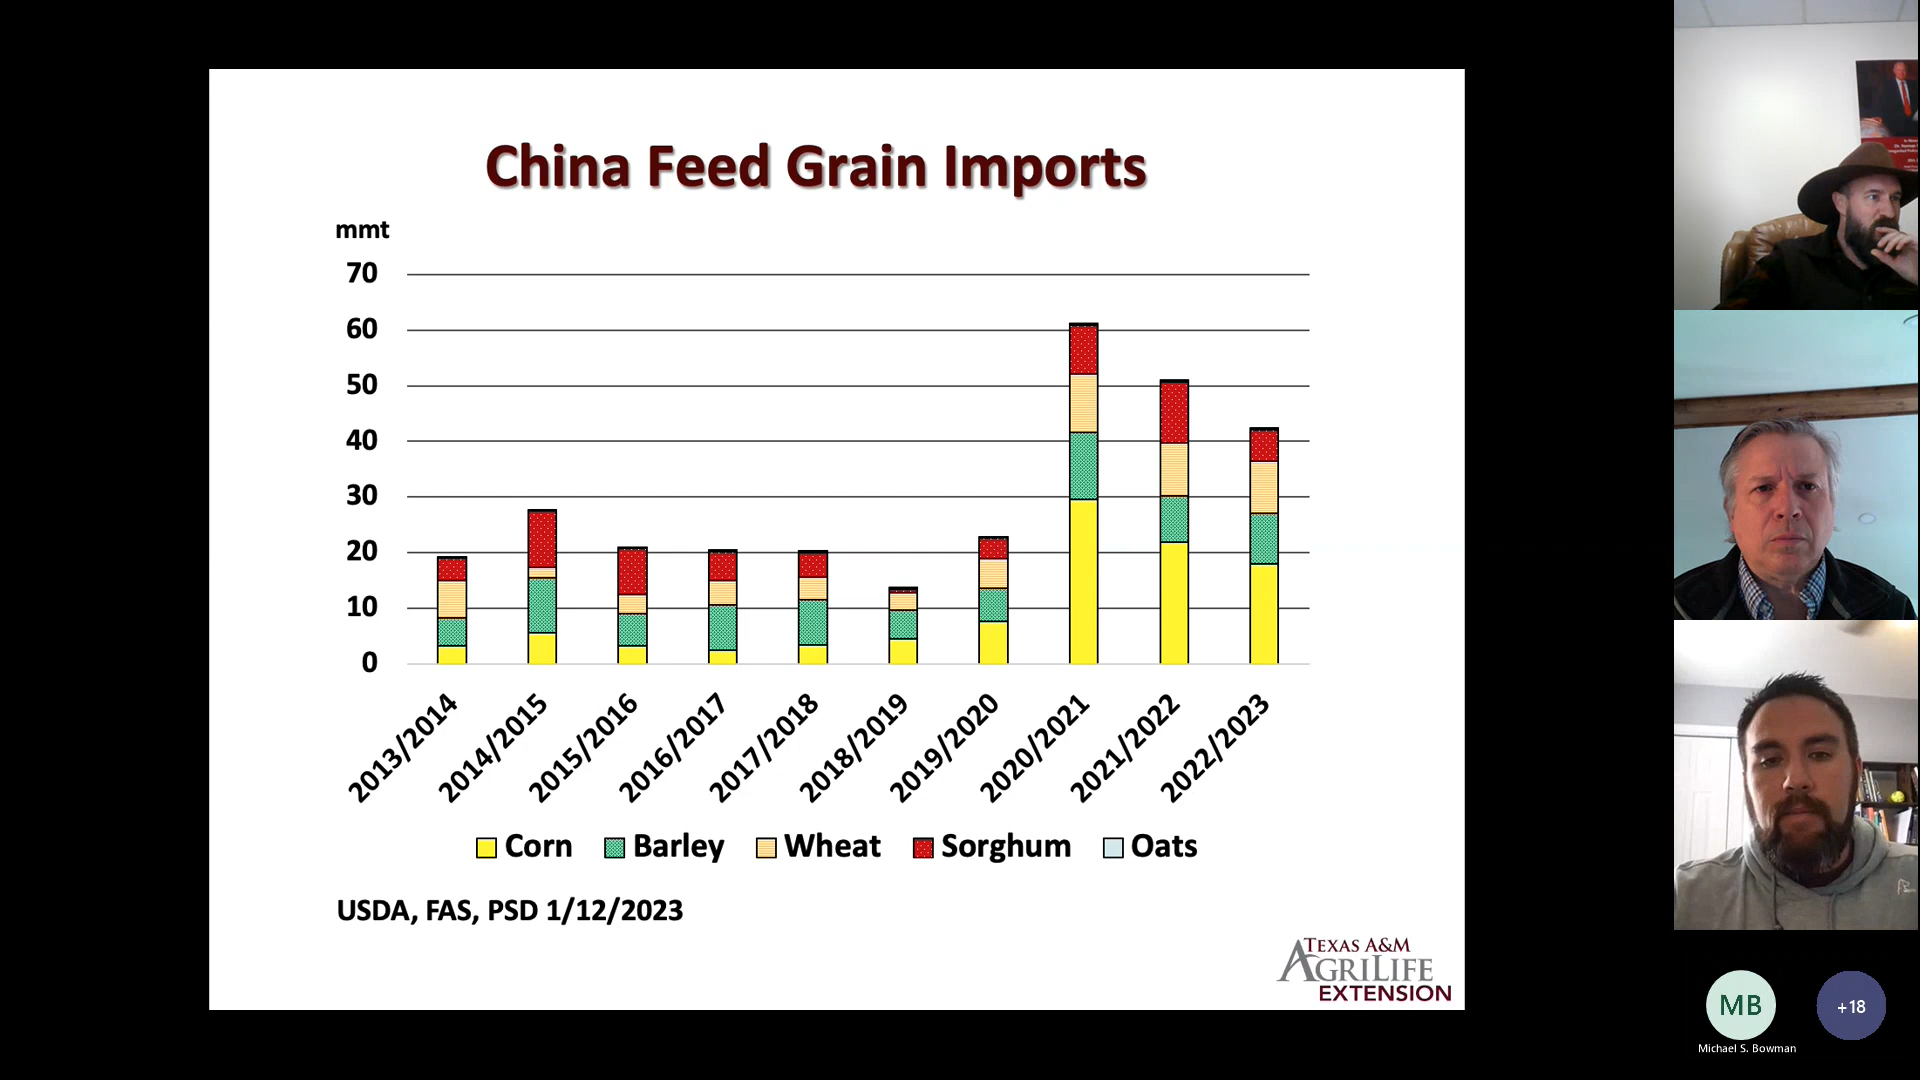 China Feed Grain Imports
mmt
70
60
50
40
30
20
10
0
2013/2014
2014/2015
2015/2016
2016/2017
2017/2018
2018/2019
2019/2020
2020/2021
2021/2022
2022/2023
Corn Barley Wheat Sorghum Oats
USDA, FAS, PSD 1/12/2023
TEXAS A&M
AGRILIFE
EXTENSION
MB
+18
Michael S. Bowman